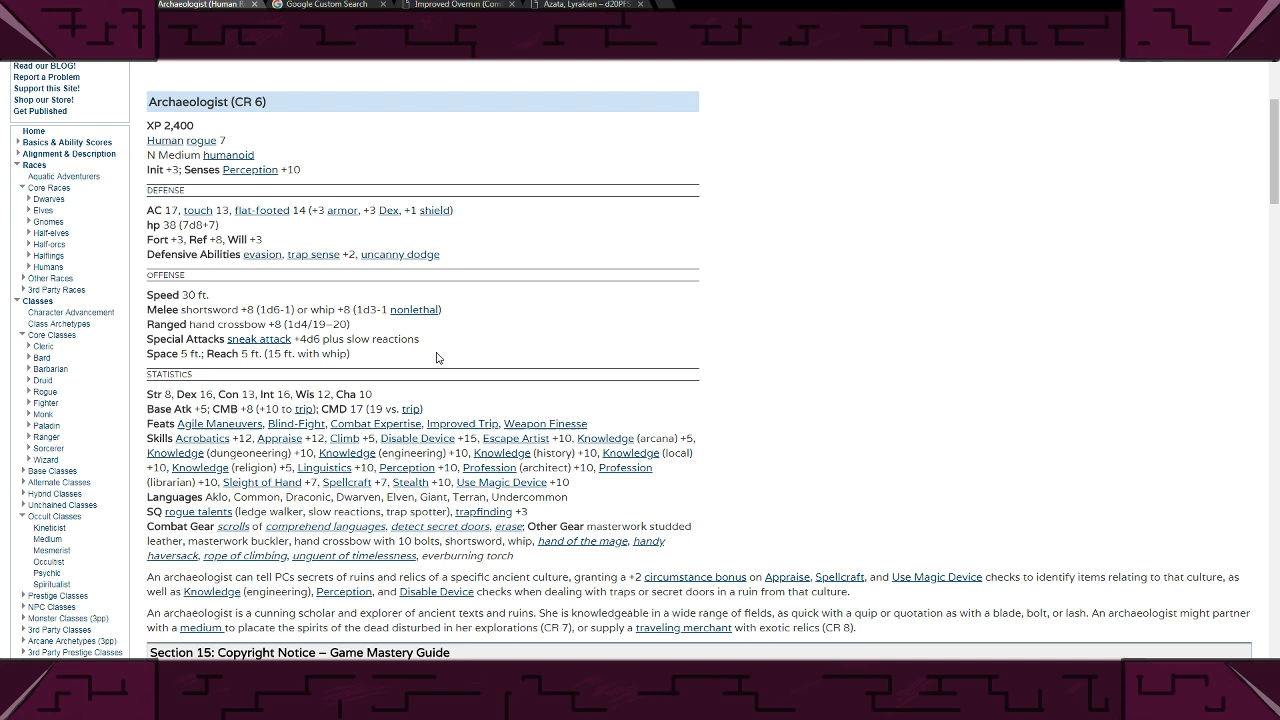 Archaeologist (Human R
Google Custom Search
Improved Overrun (Com
Azata, Lyrakien – d20PFS
Read our BLOG!
Report a Problem
Support this Site!
Shop our Store!
Get Published
Home
Basics & Ability Scores
Alignment & Description
Races
Aquatic Adventurers
Core Races
Dwarves
Elves
Gnomes
Half-elves
Half-orcs
Halflings
Humans
Other Races
3rd Party Races
Classes
Character Advancement
Class Archetypes
Core Classes
Cleric
Bard
Barbarian
Druid
Rogue
Fighter
Monk
Paladin
Ranger
Sorcerer
Wizard
Base Classes
Alternate Classes
Hybrid Classes
Unchained Classes
Occult Classes
Kineticist
Medium
Mesmerist
Occultist
Psychic
Spiritualist
Prestige Classes
NPC Classes
Monster Classes (3pp)
3rd Party Classes
Arcane Archetypes (3pp)
3rd Party Prestige Classes
Archaeologist (CR 6)
XP 2,400
Human rogue 7
N Medium humanoid
Init +3; Senses Perception +10
DEFENSE
AC 17, touch 13, flat-footed 14 (+3 armor, +3 Dex, +1 shield)
hp 38 (7d8+7)
Fort +3, Ref +8, Will +3
Defensive Abilities evasion, trap sense +2, uncanny dodge
OFFENSE
Speed 30 ft.
Melee shortsword +8 (1d6-1) or whip +8 (1d3-1 nonlethal)
Ranged hand crossbow +8 (1d4/19–20)
Special Attacks sneak attack +4d6 plus slow reactions
Space 5 ft.; Reach 5 ft. (15 ft. with whip)
STATISTICS
Str 8, Dex 16, Con 13, Int 16, Wis 12, Cha 10
Base Atk +5; CMB +8 (+10 to trip); CMD 17 (19 vs. trip)
Feats Agile Maneuvers, Blind-Fight, Combat Expertise, Improved Trip, Weapon Finesse
Skills Acrobatics +12, Appraise +12, Climb +5, Disable Device +15, Escape Artist +10, Knowledge (arcana) +5,
Knowledge (dungeoneering) +10, Knowledge (engineering) +10, Knowledge (history) +10, Knowledge (local)
+10, Knowledge (religion) +5, Linguistics +10, Perception +10, Profession (architect) +10, Profession
(librarian) +10, Sleight of Hand +7, Spellcraft +7, Stealth +10, Use Magic Device +10
Languages Aklo, Common, Draconic, Dwarven, Elven, Giant, Terran, Undercommon
SQ rogue talents (ledge walker, slow reactions, trap spotter), trapfinding +3
Combat Gear scrolls of comprehend languages, detect secret doors, erase; Other Gear masterwork studded
leather, masterwork buckler, hand crossbow with 10 bolts, shortsword, whip, hand of the mage, handy
haversack, rope of climbing, unguent of timelessness, everburning torch
An archaeologist can tell PCs secrets of ruins and relics of a specific ancient culture, granting a +2 circumstance bonus on Appraise, Spellcraft, and Use Magic Device checks to identify items relating to that culture, as
well as Knowledge (engineering), Perception, and Disable Device checks when dealing with traps or secret doors in a ruin from that culture.
An archaeologist is a cunning scholar and explorer of ancient texts and ruins. She is knowledgeable in a wide range of fields, as quick with a quip or quotation as with a blade, bolt, or lash. An archaeologist might partner
with a medium to placate the spirits of the dead disturbed in her explorations (CR 7), or supply a traveling merchant with exotic relics (CR 8).
Section 15: Copyright Notice – Game Mastery Guide